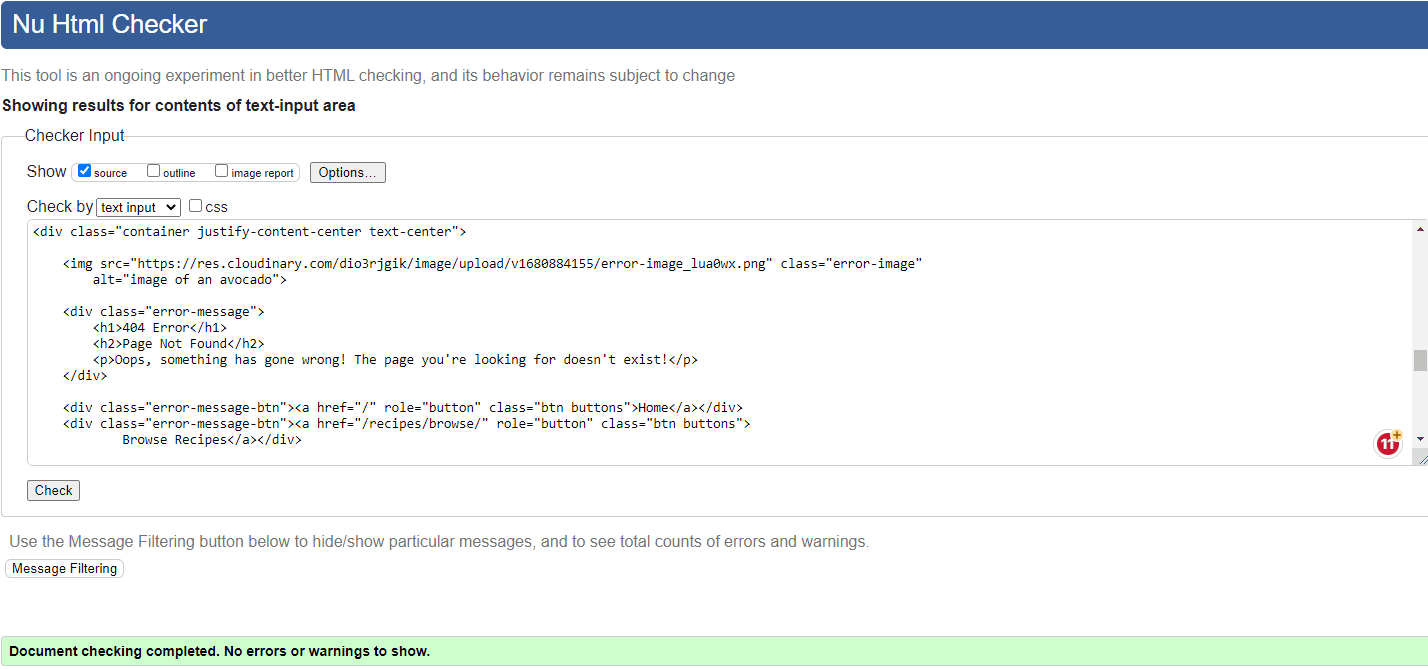 Nu Html Checker
This tool is an ongoing experiment in better HTML checking, and its behavior remains subject to change
Showing results for contents of text-input area
Checker Input
Show source outline image report Options...
Check by text input css
<div class="container justify-content-center text-center">
<img src="https://res.cloudinary.com/dio3rjgik/image/upload/v1680884155/error-image_lua0wx.png" class="error-image"
alt="image of an avocado">
<div class="error-message">
<h1>404 Error</h1>
<h2>Page Not Found</h2>
<p>Oops, something has gone wrong! The page you're looking for doesn't exist!</p>
</div>
<div class="error-message-btn"><a href="/" role="button" class="btn buttons">Home</a></div>
<div class="error-message-btn"><a href="/recipes/browse/" role="button" class="btn buttons">
Browse Recipes</a></div>
11+
Check
Use the Message Filtering button below to hide/show particular messages, and to see total counts of errors and warnings.
Message Filtering
Document checking completed. No errors or warnings to show.